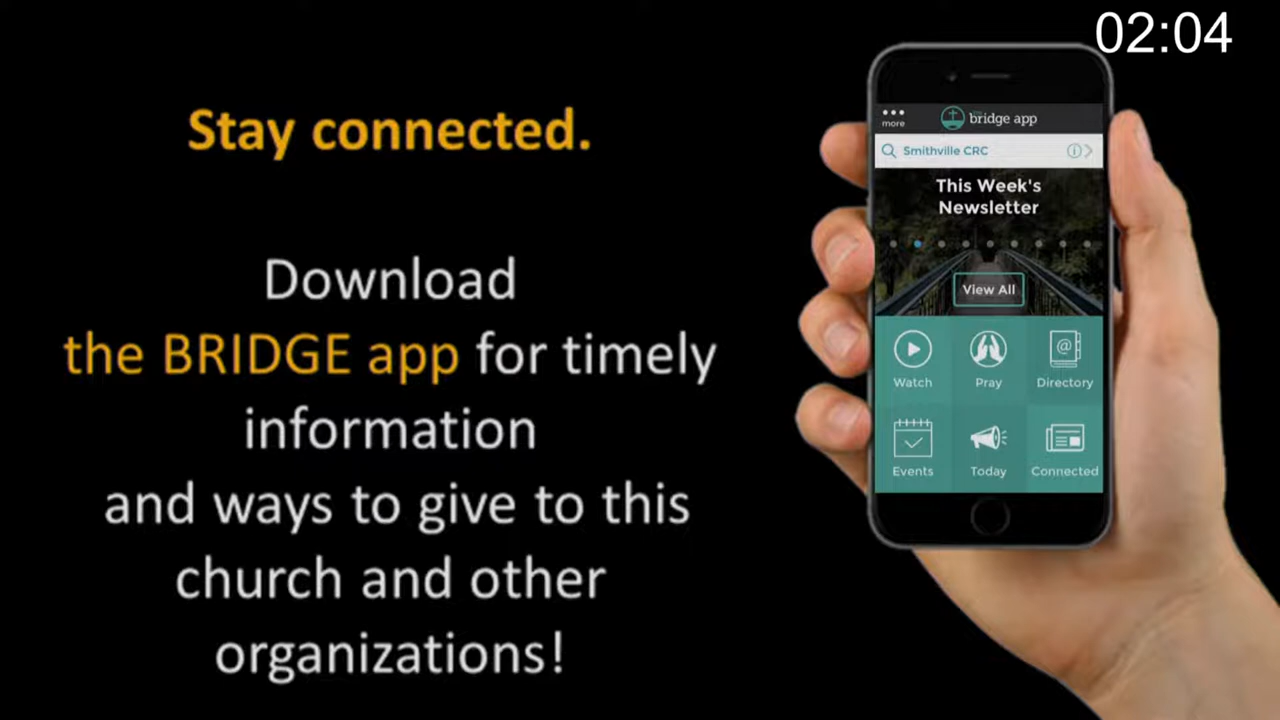 02:04
Stay connected.
Download
the BRIDGE app for timely
information
and ways to give to this
church and other
organizations!
more
bridge app
Smithville CRC
This Week's
Newsletter
View All
Watch
Pray
Directory
Events
Today
Connected